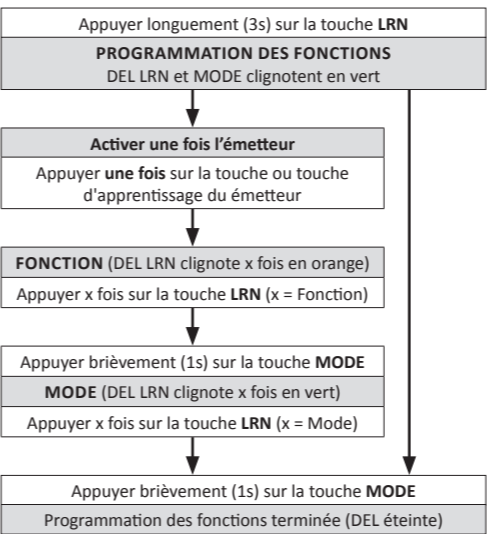 Appuyer longuement (3s) sur la touche LRN
PROGRAMMATION DES FONCTIONS
DEL LRN et MODE clignotent en vert
Activer une fois l'émetteur
Appuyer une fois sur la touche ou touche
d'apprentissage du émetteur
FONCTION (DEL LRN clignote x fois en orange)
Appuyer x fois sur la touche LRN (x = Fonction)
Appuyer brièvement (1s) sur la touche MODE
MODE (DEL LRN clignote x fois en vert)
Appuyer x fois sur la touche LRN (x = Mode)
Appuyer brièvement (1s) sur la touche MODE
Programmation des fonctions terminée (DEL éteinte)